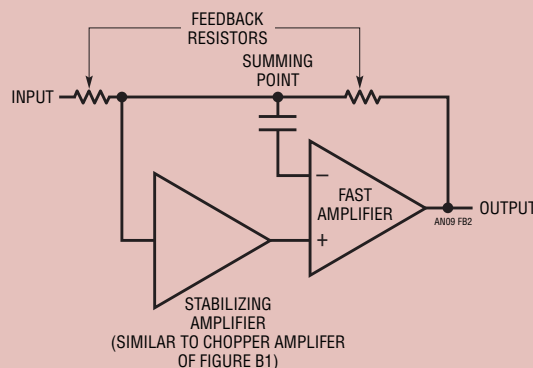 FEEDBACK
RESISTORS
SUMMING
POINT
INPUT
–
FAST
AMPLIFIER
+
OUTPUT
AN09 FB2
STABILIZING
AMPLIFIER
(SIMILAR TO CHOPPER AMPLIFER
OF FIGURE B1)